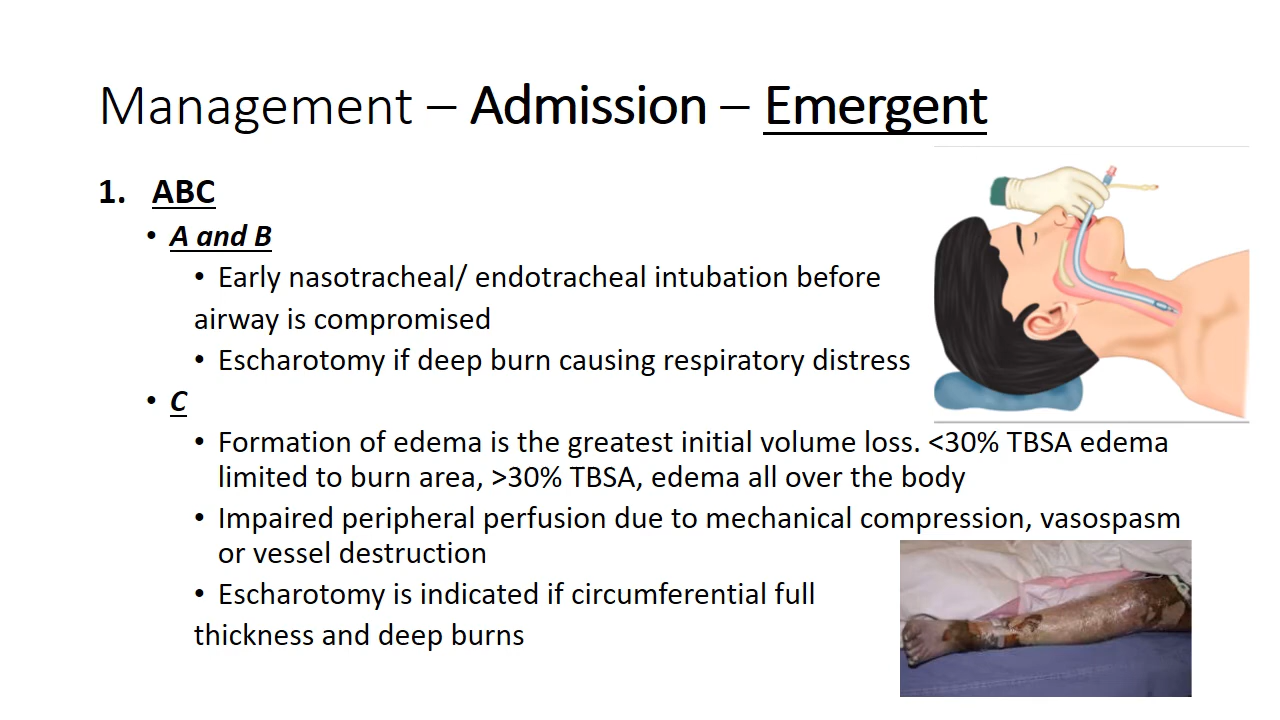 Management – Admission – Emergent
1. ABC
• A and B
• Early nasotracheal/ endotracheal intubation before
airway is compromised
• Escharotomy if deep burn causing respiratory distress
• C
• Formation of edema is the greatest initial volume loss. <30% TBSA edema
limited to burn area, >30% TBSA, edema all over the body
• Impaired peripheral perfusion due to mechanical compression, vasospasm
or vessel destruction
• Escharotomy is indicated if circumferential full
thickness and deep burns